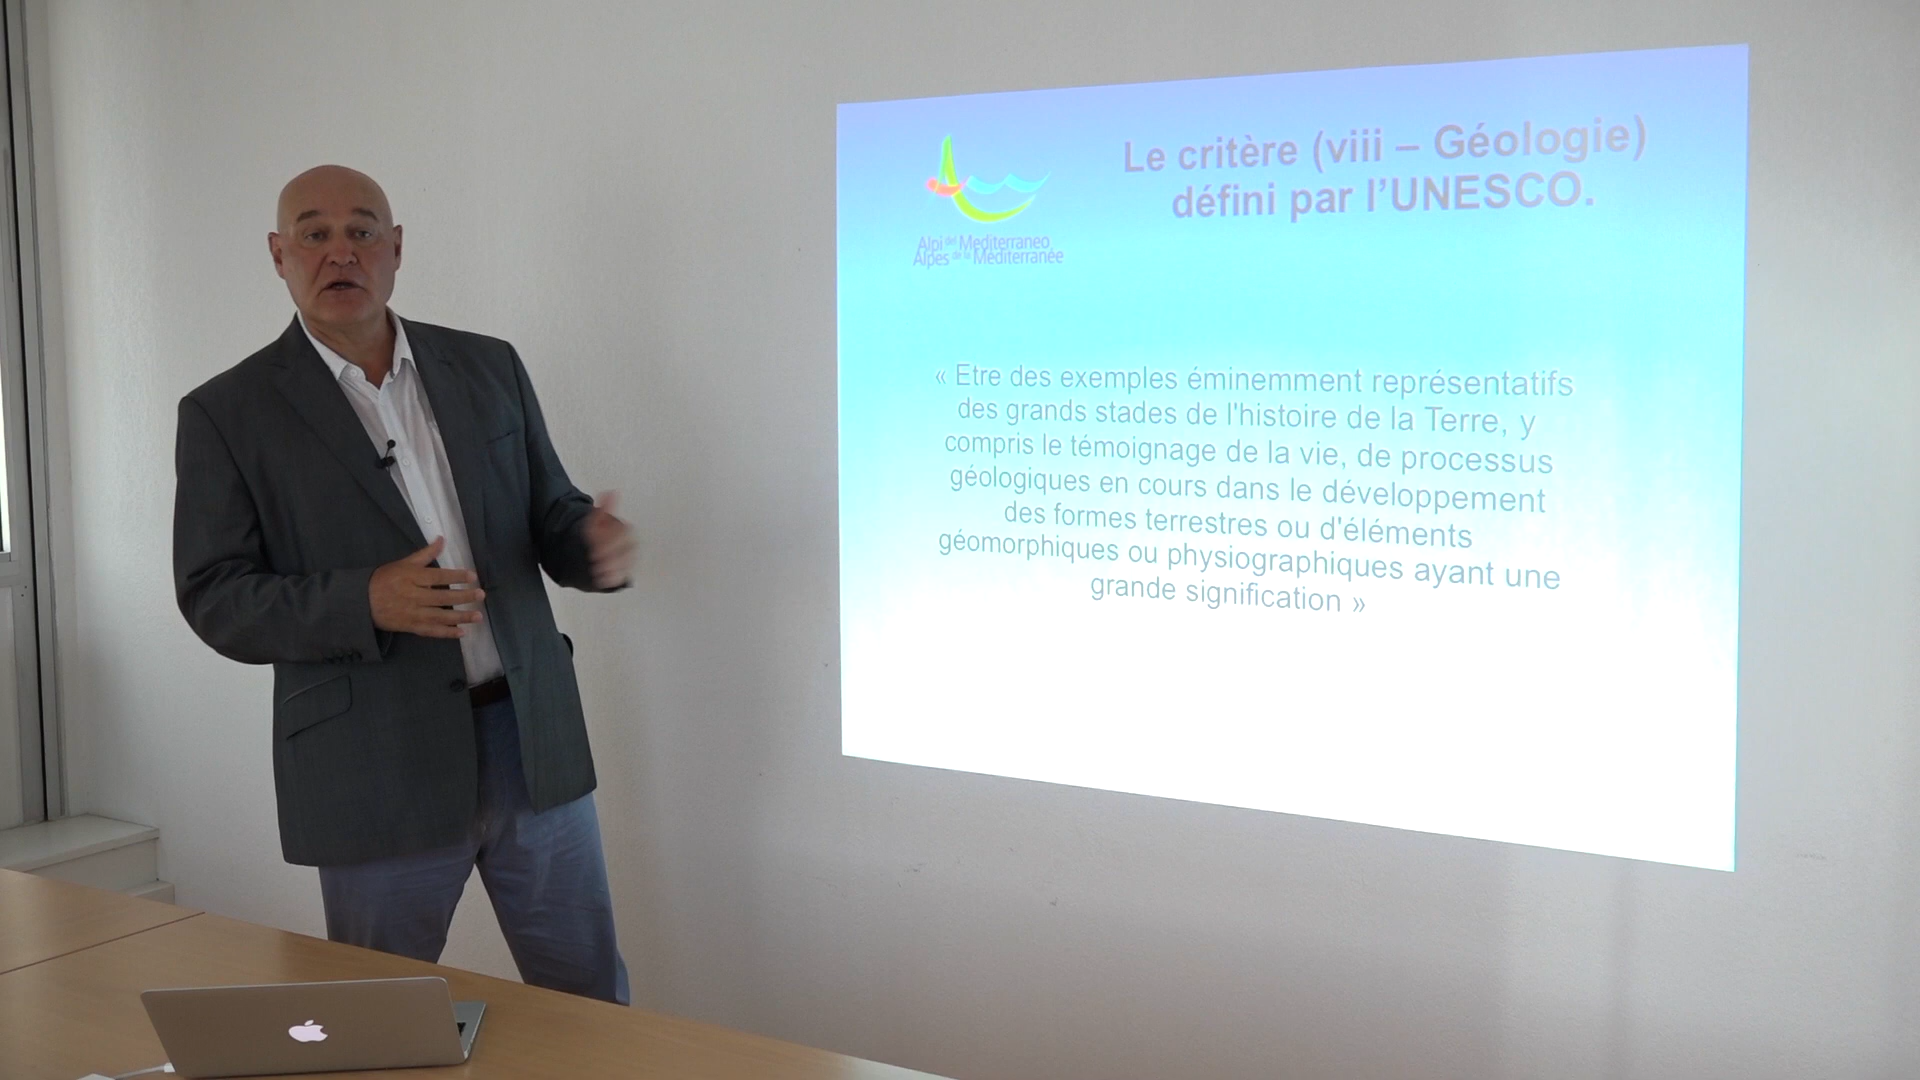 Le critère (viii – Géologie)
défini par l’UNESCO.
Alpi del Mediterraneo
Alpes de la Méditerranée
« Etre des exemples éminemment représentatifs
des grands stades de l'histoire de la Terre, y
compris le témoignage de la vie, de processus
géologiques en cours dans le développement
des formes terrestres ou d'éléments
géomorphiques ou physiographiques ayant une
grande signification »